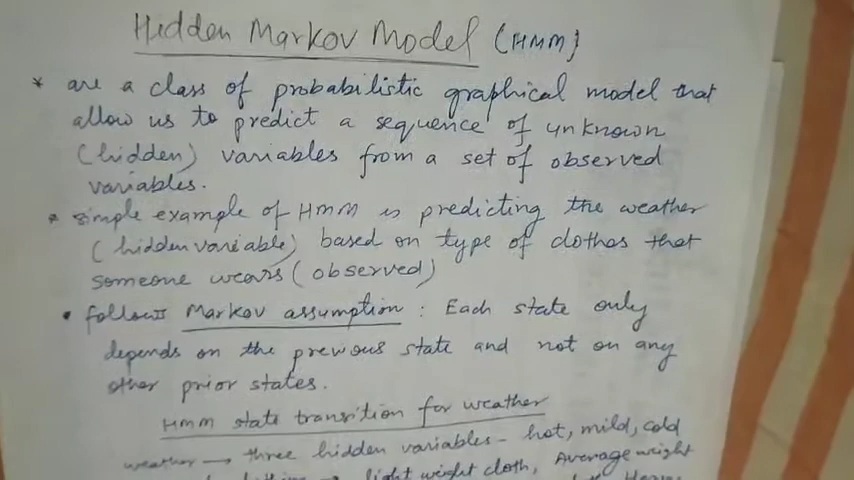 Hidden Markov Model (HMM)
* are a class of probabilistic graphical model that
allow us to predict a sequence of unknown
(hidden) variables from a set of observed
variables.
* simple example of HMM is predicting the weather
(hidden variable) based on type of clothes that
someone wears (observed)
• follows Markov assumption : Each state only
depends on the previous state and not on any
other prior states.
HMM state transition for weather
weather → three hidden variables - hot, mild, cold
→ light weight cloth, Average weight